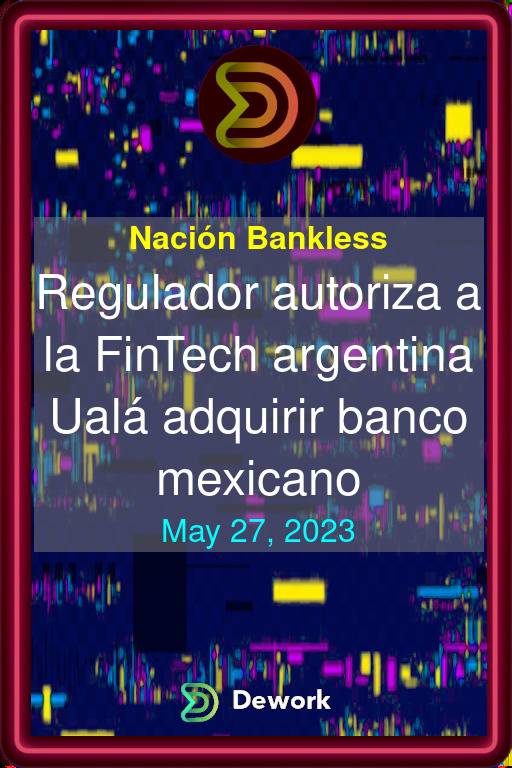 Nación Bankless
Regulador autoriza a
la FinTech argentina
Ualá adquirir banco
mexicano
May 27, 2023
Dework